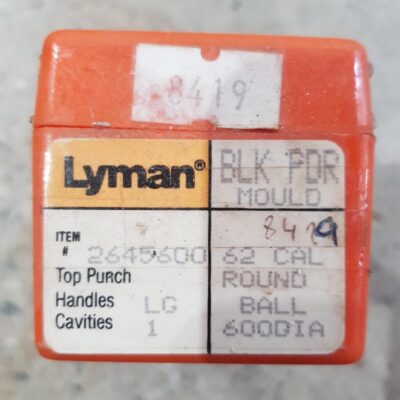 8419
Lyman®
BLK PDR
MOULD
8419
ITEM
# 2645600 62 CAL
Top Punch ROUND
Handles LG BALL
Cavities 1 600DIA